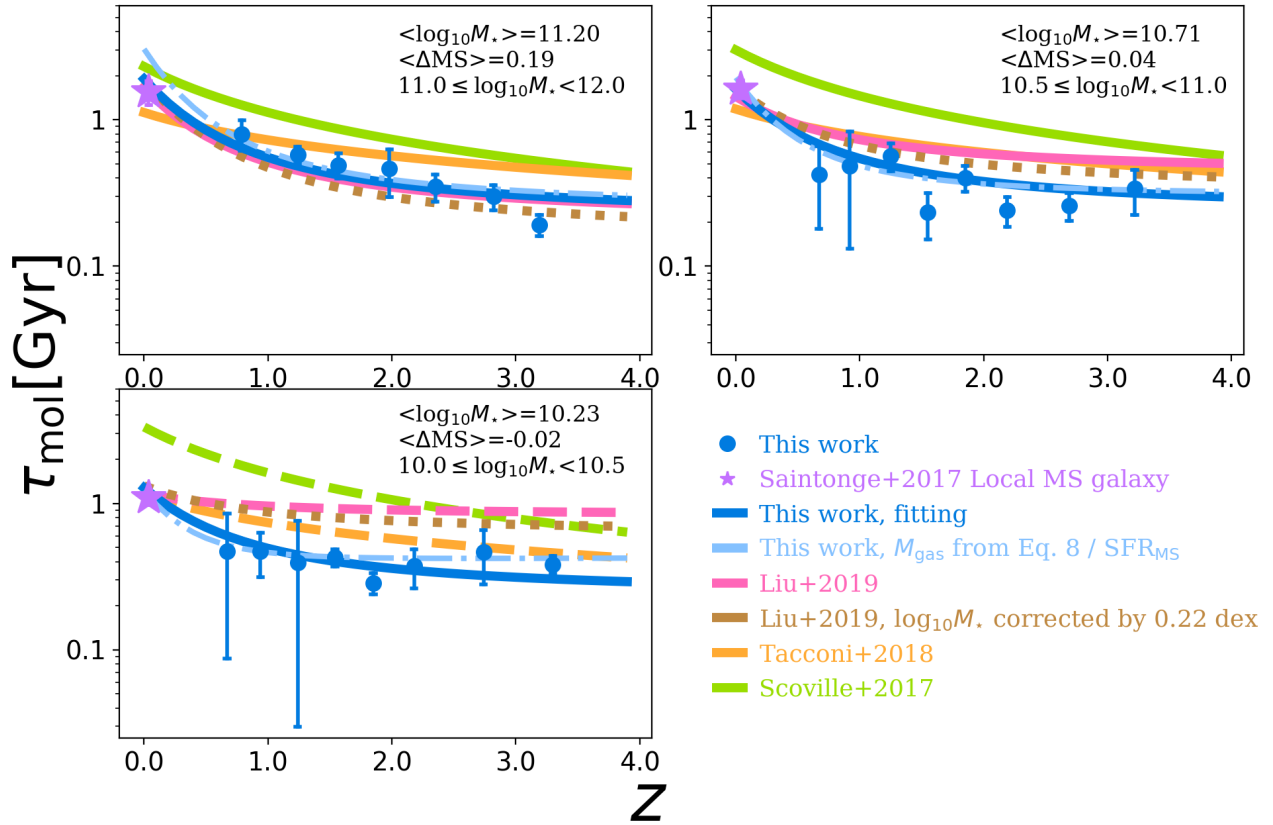 <log₁₀M⋆>=11.20
<ΔMS>=0.19
11.0 ≤ log₁₀M⋆<12.0
1
0.1
0.0 1.0 2.0 3.0 4.0
<log₁₀M⋆>=10.71
<ΔMS>=0.04
10.5 ≤ log₁₀M⋆<11.0
1
0.1
0.0 1.0 2.0 3.0 4.0
τmol[Gyr]
<log₁₀M⋆>=10.23
<ΔMS>=-0.02
10.0 ≤ log₁₀M⋆<10.5
1
0.1
0.0 1.0 2.0 3.0 4.0
z
This work
Saintonge+2017 Local MS galaxy
This work, fitting
This work, Mgas from Eq. 8 / SFRMS
Liu+2019
Liu+2019, log₁₀M⋆ corrected by 0.22 dex
Tacconi+2018
Scoville+2017